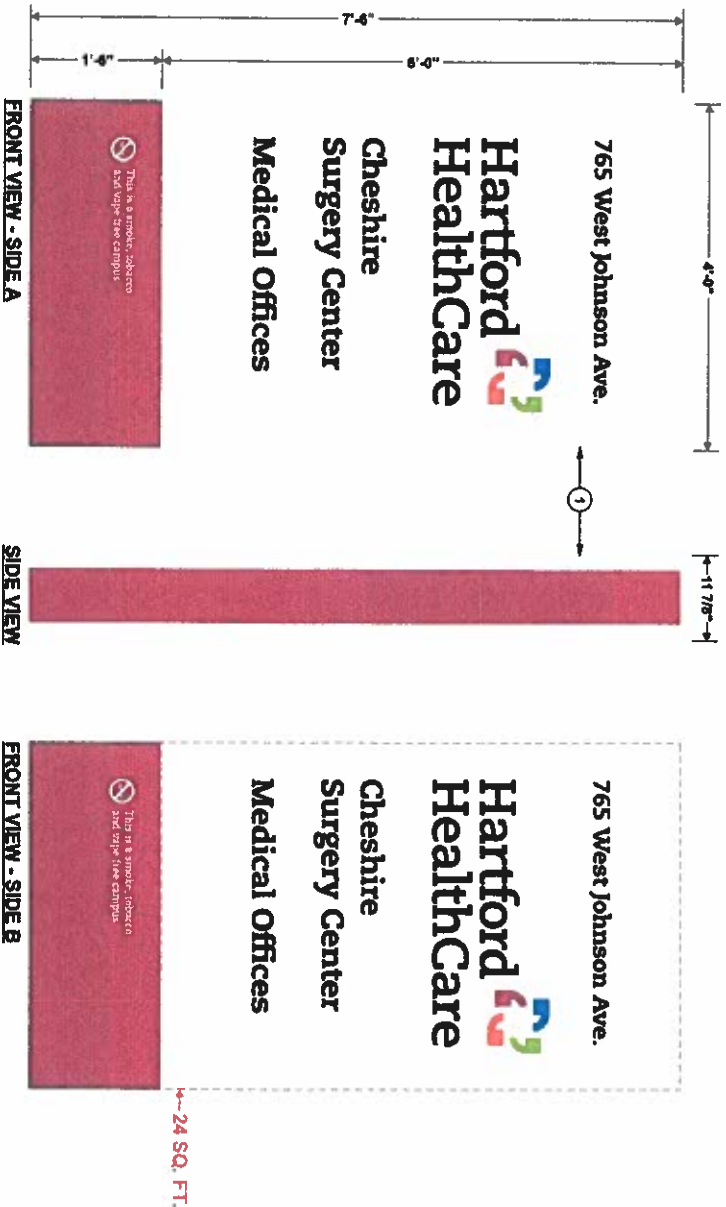 7'-6"
1'-6"
6'-0"
4'-0"
765 West Johnson Ave.
Hartford
HealthCare
Cheshire
Surgery Center
Medical Offices
This is a smoke, tobacco
and vape free campus
FRONT VIEW - SIDE A
1
11 7/8"
SIDE VIEW
765 West Johnson Ave.
Hartford
HealthCare
Cheshire
Surgery Center
Medical Offices
This is a smoke, tobacco
and vape free campus
24 SQ. FT.
FRONT VIEW - SIDE B